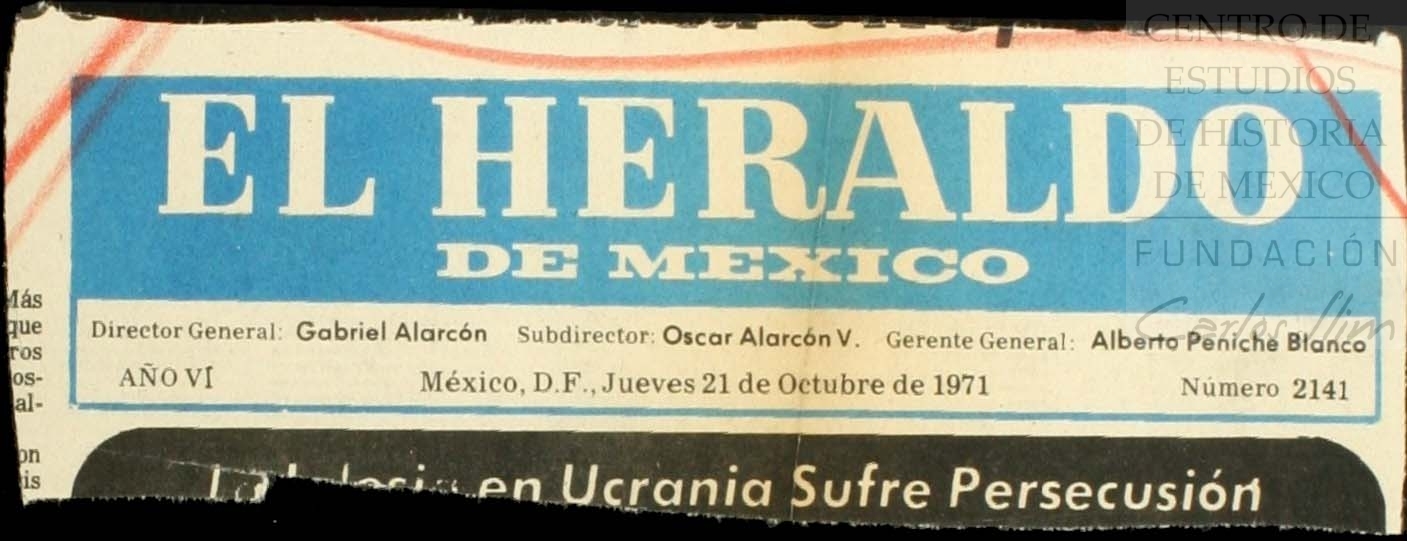 EL HERALDO
DE MEXICO
Director General: Gabriel Alarcón Subdirector: Oscar Alarcón V. Gerente General: Alberto Peniche Blanco
AÑO VI México, D.F., Jueves 21 de Octubre de 1971 Número 2141
en Ucrania Sufre Persecusión
Más
que
ros
os-
al-
on
is
CENTRO DE
ESTUDIOS
DE HISTORIA
DE MEXICO
FUNDACIÓN
Carlos Slim